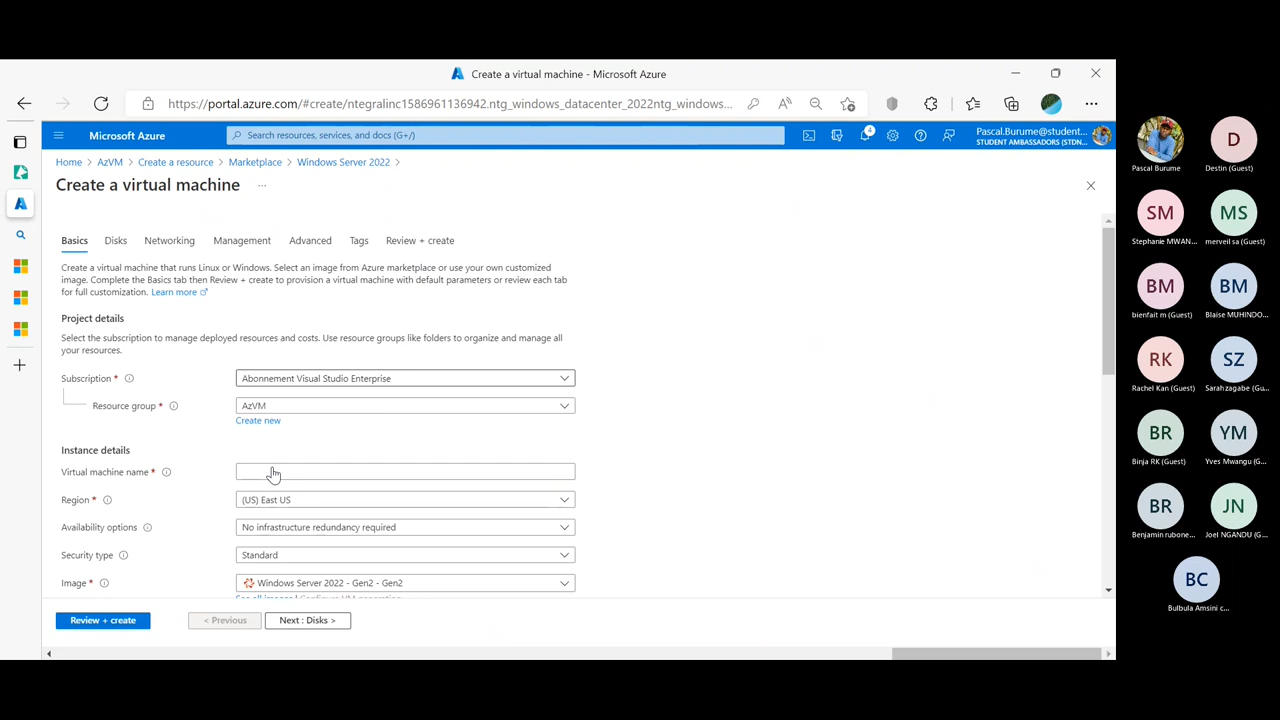 Create a virtual machine - Microsoft Azure
https://portal.azure.com/#create/ntegralinc1586961136942.ntg_windows_datacenter_2022ntg_windows...
Microsoft Azure
Search resources, services, and docs (G+/)
4
Pascal.Burume@student...
STUDENT AMBASSADORS (STDN...
Home > AzVM > Create a resource > Marketplace > Windows Server 2022 >
Create a virtual machine ...
Basics Disks Networking Management Advanced Tags Review + create
Create a virtual machine that runs Linux or Windows. Select an image from Azure marketplace or use your own customized
image. Complete the Basics tab then Review + create to provision a virtual machine with default parameters or review each tab
for full customization. Learn more
Project details
Select the subscription to manage deployed resources and costs. Use resource groups like folders to organize and manage all
your resources.
Subscription * Abonnement Visual Studio Enterprise
Resource group * AzVM
Create new
Instance details
Virtual machine name *
Region * (US) East US
Availability options No infrastructure redundancy required
Security type Standard
Image * Windows Server 2022 - Gen2 - Gen2
See all images | Configure VM generation
Review + create < Previous Next : Disks >
Pascal Burume
D
Destin (Guest)
SM
Stephanie MWAN...
MS
merveil sa (Guest)
BM
bienfait m (Guest)
BM
Blaise MUHINDO...
RK
Rachel Kan (Guest)
SZ
Sarah zagabe (Gu...
BR
Binja RK (Guest)
YM
Yves Mwangu (G...
BR
Benjamin rubone...
JN
Joel NGANDU (G...
BC
Bulbula Amsini c...